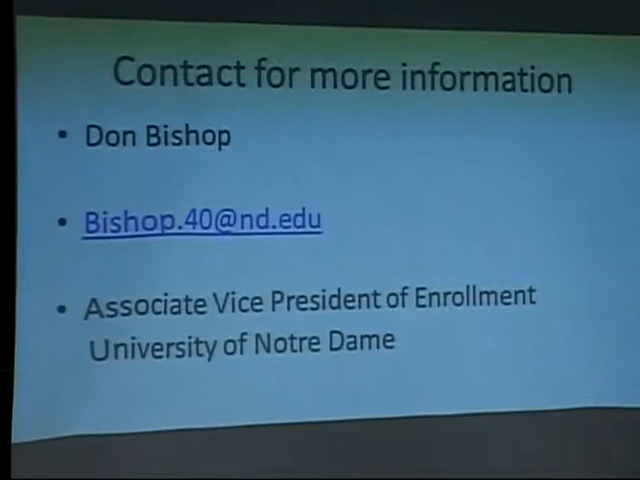 Contact for more information
• Don Bishop
• Bishop.40@nd.edu
• Associate Vice President of Enrollment
University of Notre Dame